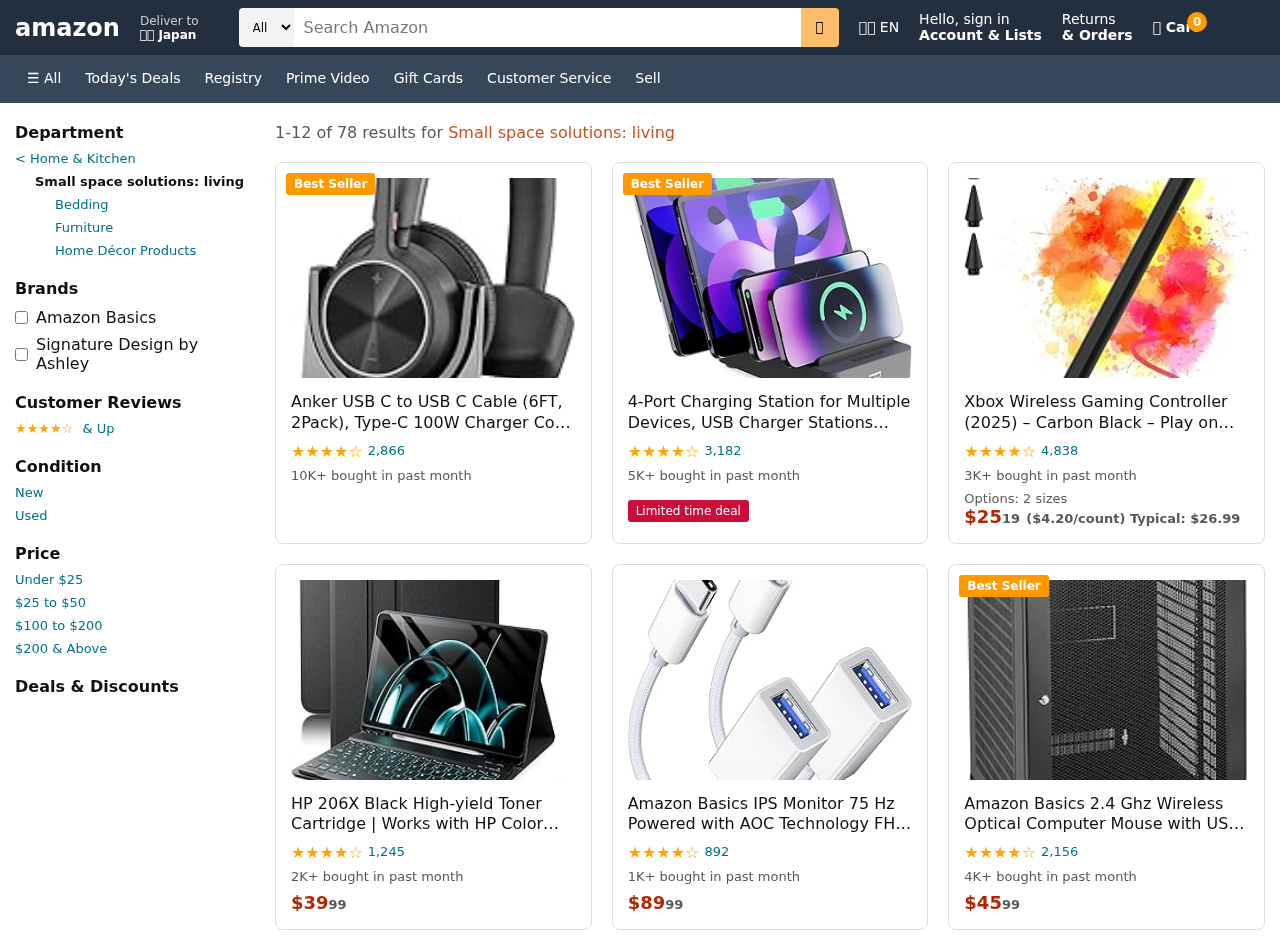 amazon
Deliver to
Japan
All
Search Amazon
EN
Hello, sign in
Account & Lists
Returns
& Orders
0
☰ All
Today's Deals
Registry
Prime Video
Gift Cards
Customer Service
Sell
Department
< Home & Kitchen
Small space solutions: living
Bedding
Furniture
Home Décor Products
Brands
Amazon Basics
Signature Design by
Ashley
Customer Reviews
★★★★☆ & Up
Condition
New
Used
Price
Under $25
$25 to $50
$100 to $200
$200 & Above
Deals & Discounts
1-12 of 78 results for Small space solutions: living
Best Seller
Anker USB C to USB C Cable (6FT,
2Pack), Type-C 100W Charger Co…
★★★★☆ 2,866
10K+ bought in past month
Best Seller
4-Port Charging Station for Multiple
Devices, USB Charger Stations…
★★★★☆ 3,182
5K+ bought in past month
Limited time deal
Xbox Wireless Gaming Controller
(2025) – Carbon Black – Play on…
★★★★☆ 4,838
3K+ bought in past month
Options: 2 sizes
$2519 ($4.20/count) Typical: $26.99
HP 206X Black High-yield Toner
Cartridge | Works with HP Color…
★★★★☆ 1,245
2K+ bought in past month
$3999
Amazon Basics IPS Monitor 75 Hz
Powered with AOC Technology FH…
★★★★☆ 892
1K+ bought in past month
$8999
Best Seller
Amazon Basics 2.4 Ghz Wireless
Optical Computer Mouse with US…
★★★★☆ 2,156
4K+ bought in past month
$4599